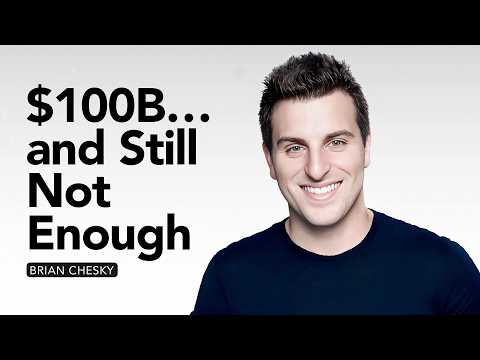 $100B...
and Still
Not
Enough
BRIAN CHESKY